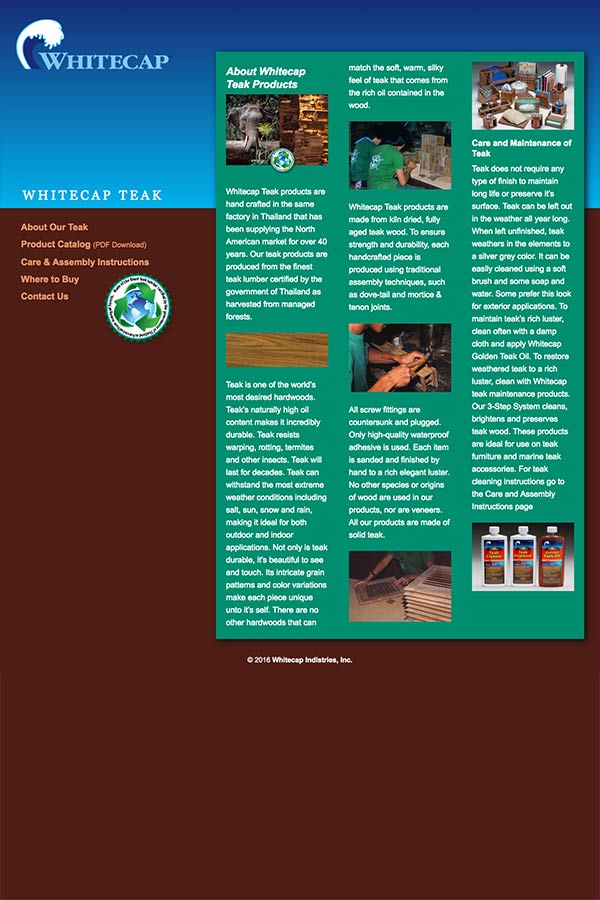 WHITECAP
WHITECAP TEAK
About Our Teak
Product Catalog (PDF Download)
Care & Assembly Instructions
Where to Buy
Contact Us
About Whitecap
Teak Products
Whitecap Teak products are
hand crafted in the same
factory in Thailand that has
been supplying the North
American market for over 40
years. Our teak products are
produced from the finest
teak lumber certified by the
government of Thailand as
harvested from managed
forests.
Teak is one of the world's
most desired hardwoods.
Teak's naturally high oil
content makes it incredibly
durable. Teak resists
warping, rotting, termites
and other insects. Teak will
last for decades. Teak can
withstand the most extreme
weather conditions including
salt, sun, snow and rain,
making it ideal for both
outdoor and indoor
applications. Not only is teak
durable, it's beautiful to see
and touch. Its intricate grain
patterns and color variations
make each piece unique
unto it's self. There are no
other hardwoods that can
match the soft, warm, silky
feel of teak that comes from
the rich oil contained in the
wood.
Whitecap Teak products are
made from kiln dried, fully
aged teak wood. To ensure
strength and durability, each
handcrafted piece is
produced using traditional
assembly techniques, such
as dove-tail and mortice &
tenon joints.
All screw fittings are
countersunk and plugged.
Only high-quality waterproof
adhesive is used. Each item
is sanded and finished by
hand to a rich elegant luster.
No other species or origins
of wood are used in our
products, nor are veneers.
All our products are made of
solid teak.
Care and Maintenance of
Teak
Teak does not require any
type of finish to maintain
long life or preserve it's
surface. Teak can be left out
in the weather all year long.
When left unfinished, teak
weathers in the elements to
a silver grey color. It can be
easily cleaned using a soft
brush and some soap and
water. Some prefer this look
for exterior applications. To
maintain teak's rich luster,
clean often with a damp
cloth and apply Whitecap
Golden Teak Oil. To restore
weathered teak to a rich
luster, clean with Whitecap
teak maintenance products.
Our 3-Step System cleans,
brightens and preserves
teak wood. These products
are ideal for use on teak
furniture and marine teak
accessories. For teak
cleaning instructions go to
the Care and Assembly
Instructions page
Teak
Cleaner
Teak
Brightener
Golden
Teak Oil
© 2016 Whitecap Indistries, Inc.